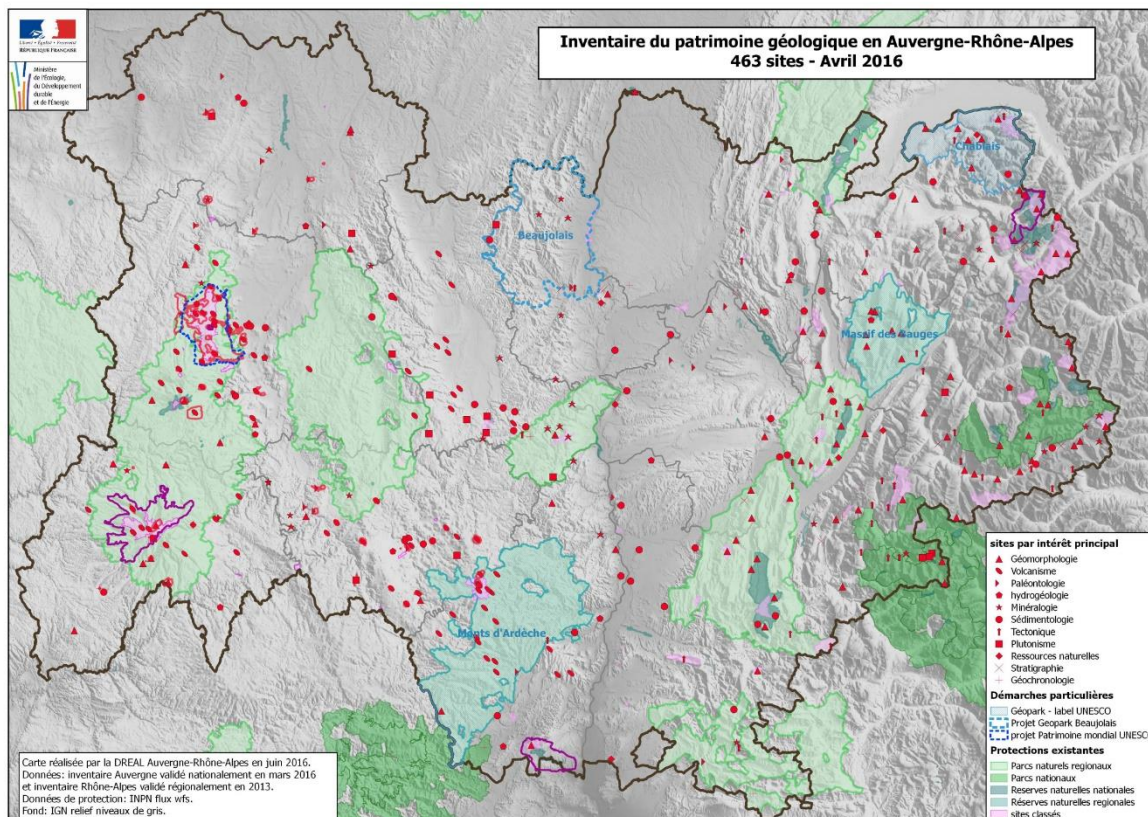 Liberté • Égalité • Fraternité
RÉPUBLIQUE FRANÇAISE
Ministère
de l'Écologie,
du Développement
durable
et de l'Énergie
Inventaire du patrimoine géologique en Auvergne-Rhône-Alpes
463 sites - Avril 2016
Chablais
Beaujolais
Massif des Bauges
Monts d'Ardèche
sites par intérêt principal
Géomorphologie
Volcanisme
Paléontologie
hydrogéologie
Minéralogie
Sédimentologie
Tectonique
Plutonisme
Ressources naturelles
Stratigraphie
Géochronologie
Démarches particulières
Géopark - label UNESCO
Projet Geopark Beaujolais
projet Patrimoine mondial UNESCO
Protections existantes
Parcs naturels regionaux
Parcs nationaux
Reserves naturelles nationales
Réserves naturelles regionales
sites classés
Carte réalisée par la DREAL Auvergne-Rhône-Alpes en juin 2016.
Données: inventaire Auvergne validé nationalement en mars 2016
et inventaire Rhône-Alpes validé régionalement en 2013.
Données de protection: INPN flux wfs.
Fond: IGN relief niveaux de gris.